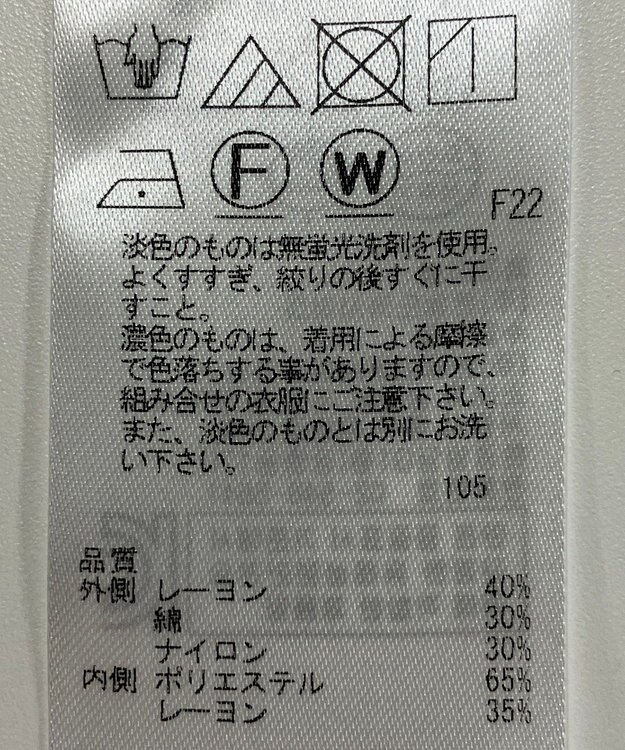 F W
F22
淡色のものは無蛍光洗剤を使用。
よくすすぎ、絞りの後すぐに干
すこと。
濃色のものは、着用による摩擦
で色落ちする事がありますので、
組み合せの衣服にご注意下さい。
また、淡色のものとは別にお洗
い下さい。
105
品質
外側 レーヨン 40%
綿 30%
ナイロン 30%
内側 ポリエステル 65%
レーヨン 35%